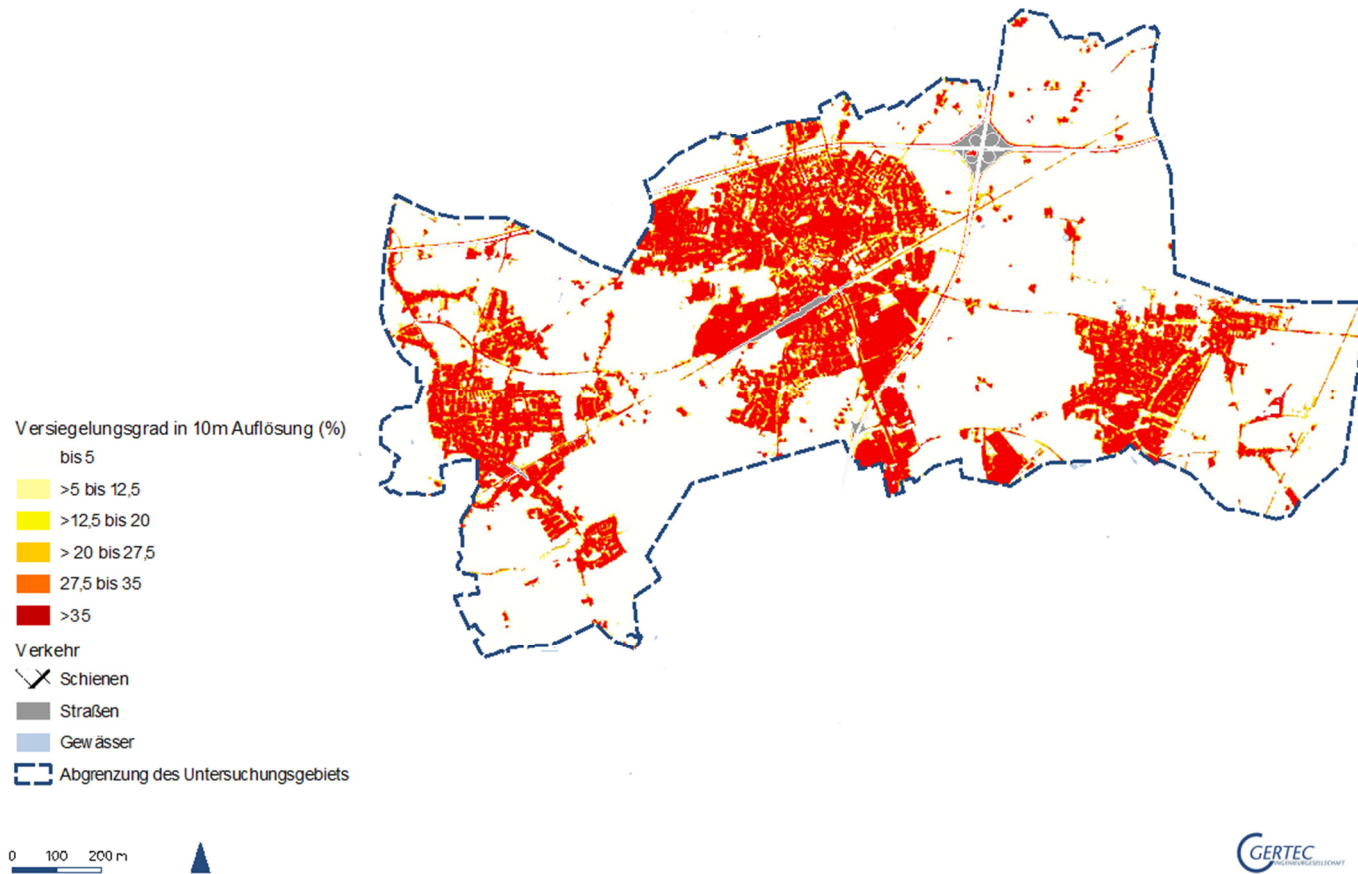 Versiegelungsgrad in 10m Auflösung (%)
bis 5
>5 bis 12,5
>12,5 bis 20
> 20 bis 27,5
27,5 bis 35
>35
Verkehr
Schienen
Straßen
Gewässer
Abgrenzung des Untersuchungsgebiets
0 100 200 m
GERTEC
INGENIEURGESELLSCHAFT